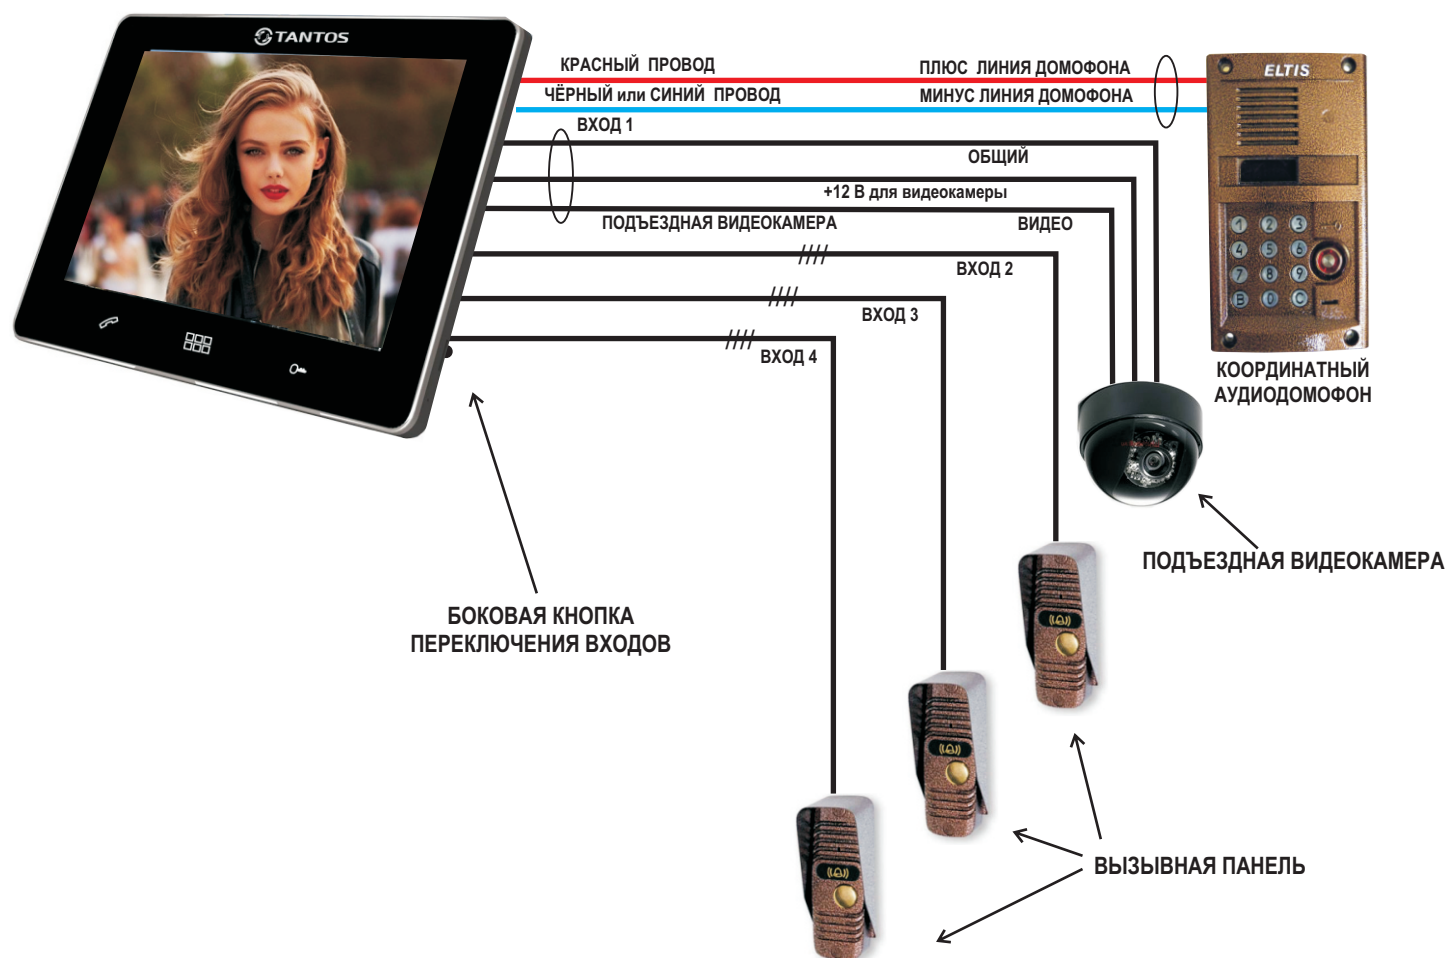 TANTOS
КРАСНЫЙ ПРОВОД
ПЛЮС ЛИНИЯ ДОМОФОНА
ЧЁРНЫЙ или СИНИЙ ПРОВОД
МИНУС ЛИНИЯ ДОМОФОНА
ELTIS
ВХОД 1
ОБЩИЙ
+12 В для видеокамеры
ПОДЪЕЗДНАЯ ВИДЕОКАМЕРА
ВИДЕО
1 2 3
4 5 6
7 8 9
B 0 C
ВХОД 2
ВХОД 3
ВХОД 4
КООРДИНАТНЫЙ
АУДИОДОМОФОН
ПОДЪЕЗДНАЯ ВИДЕОКАМЕРА
БОКОВАЯ КНОПКА
ПЕРЕКЛЮЧЕНИЯ ВХОДОВ
ВЫЗЫВНАЯ ПАНЕЛЬ